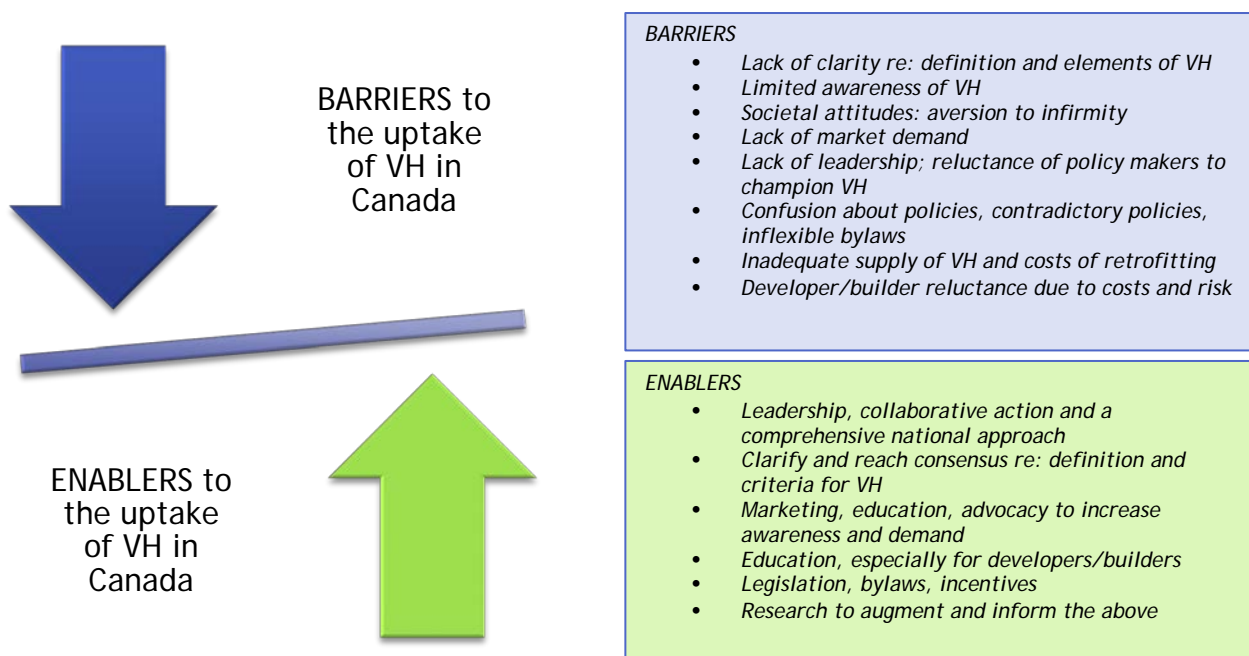 BARRIERS to
the uptake
of VH in
Canada
ENABLERS to
the uptake
of VH in
Canada
BARRIERS
• Lack of clarity re: definition and elements of VH
• Limited awareness of VH
• Societal attitudes: aversion to infirmity
• Lack of market demand
• Lack of leadership; reluctance of policy makers to
champion VH
• Confusion about policies, contradictory policies,
inflexible bylaws
• Inadequate supply of VH and costs of retrofitting
• Developer/builder reluctance due to costs and risk
ENABLERS
• Leadership, collaborative action and a
comprehensive national approach
• Clarify and reach consensus re: definition and
criteria for VH
• Marketing, education, advocacy to increase
awareness and demand
• Education, especially for developers/builders
• Legislation, bylaws, incentives
• Research to augment and inform the above